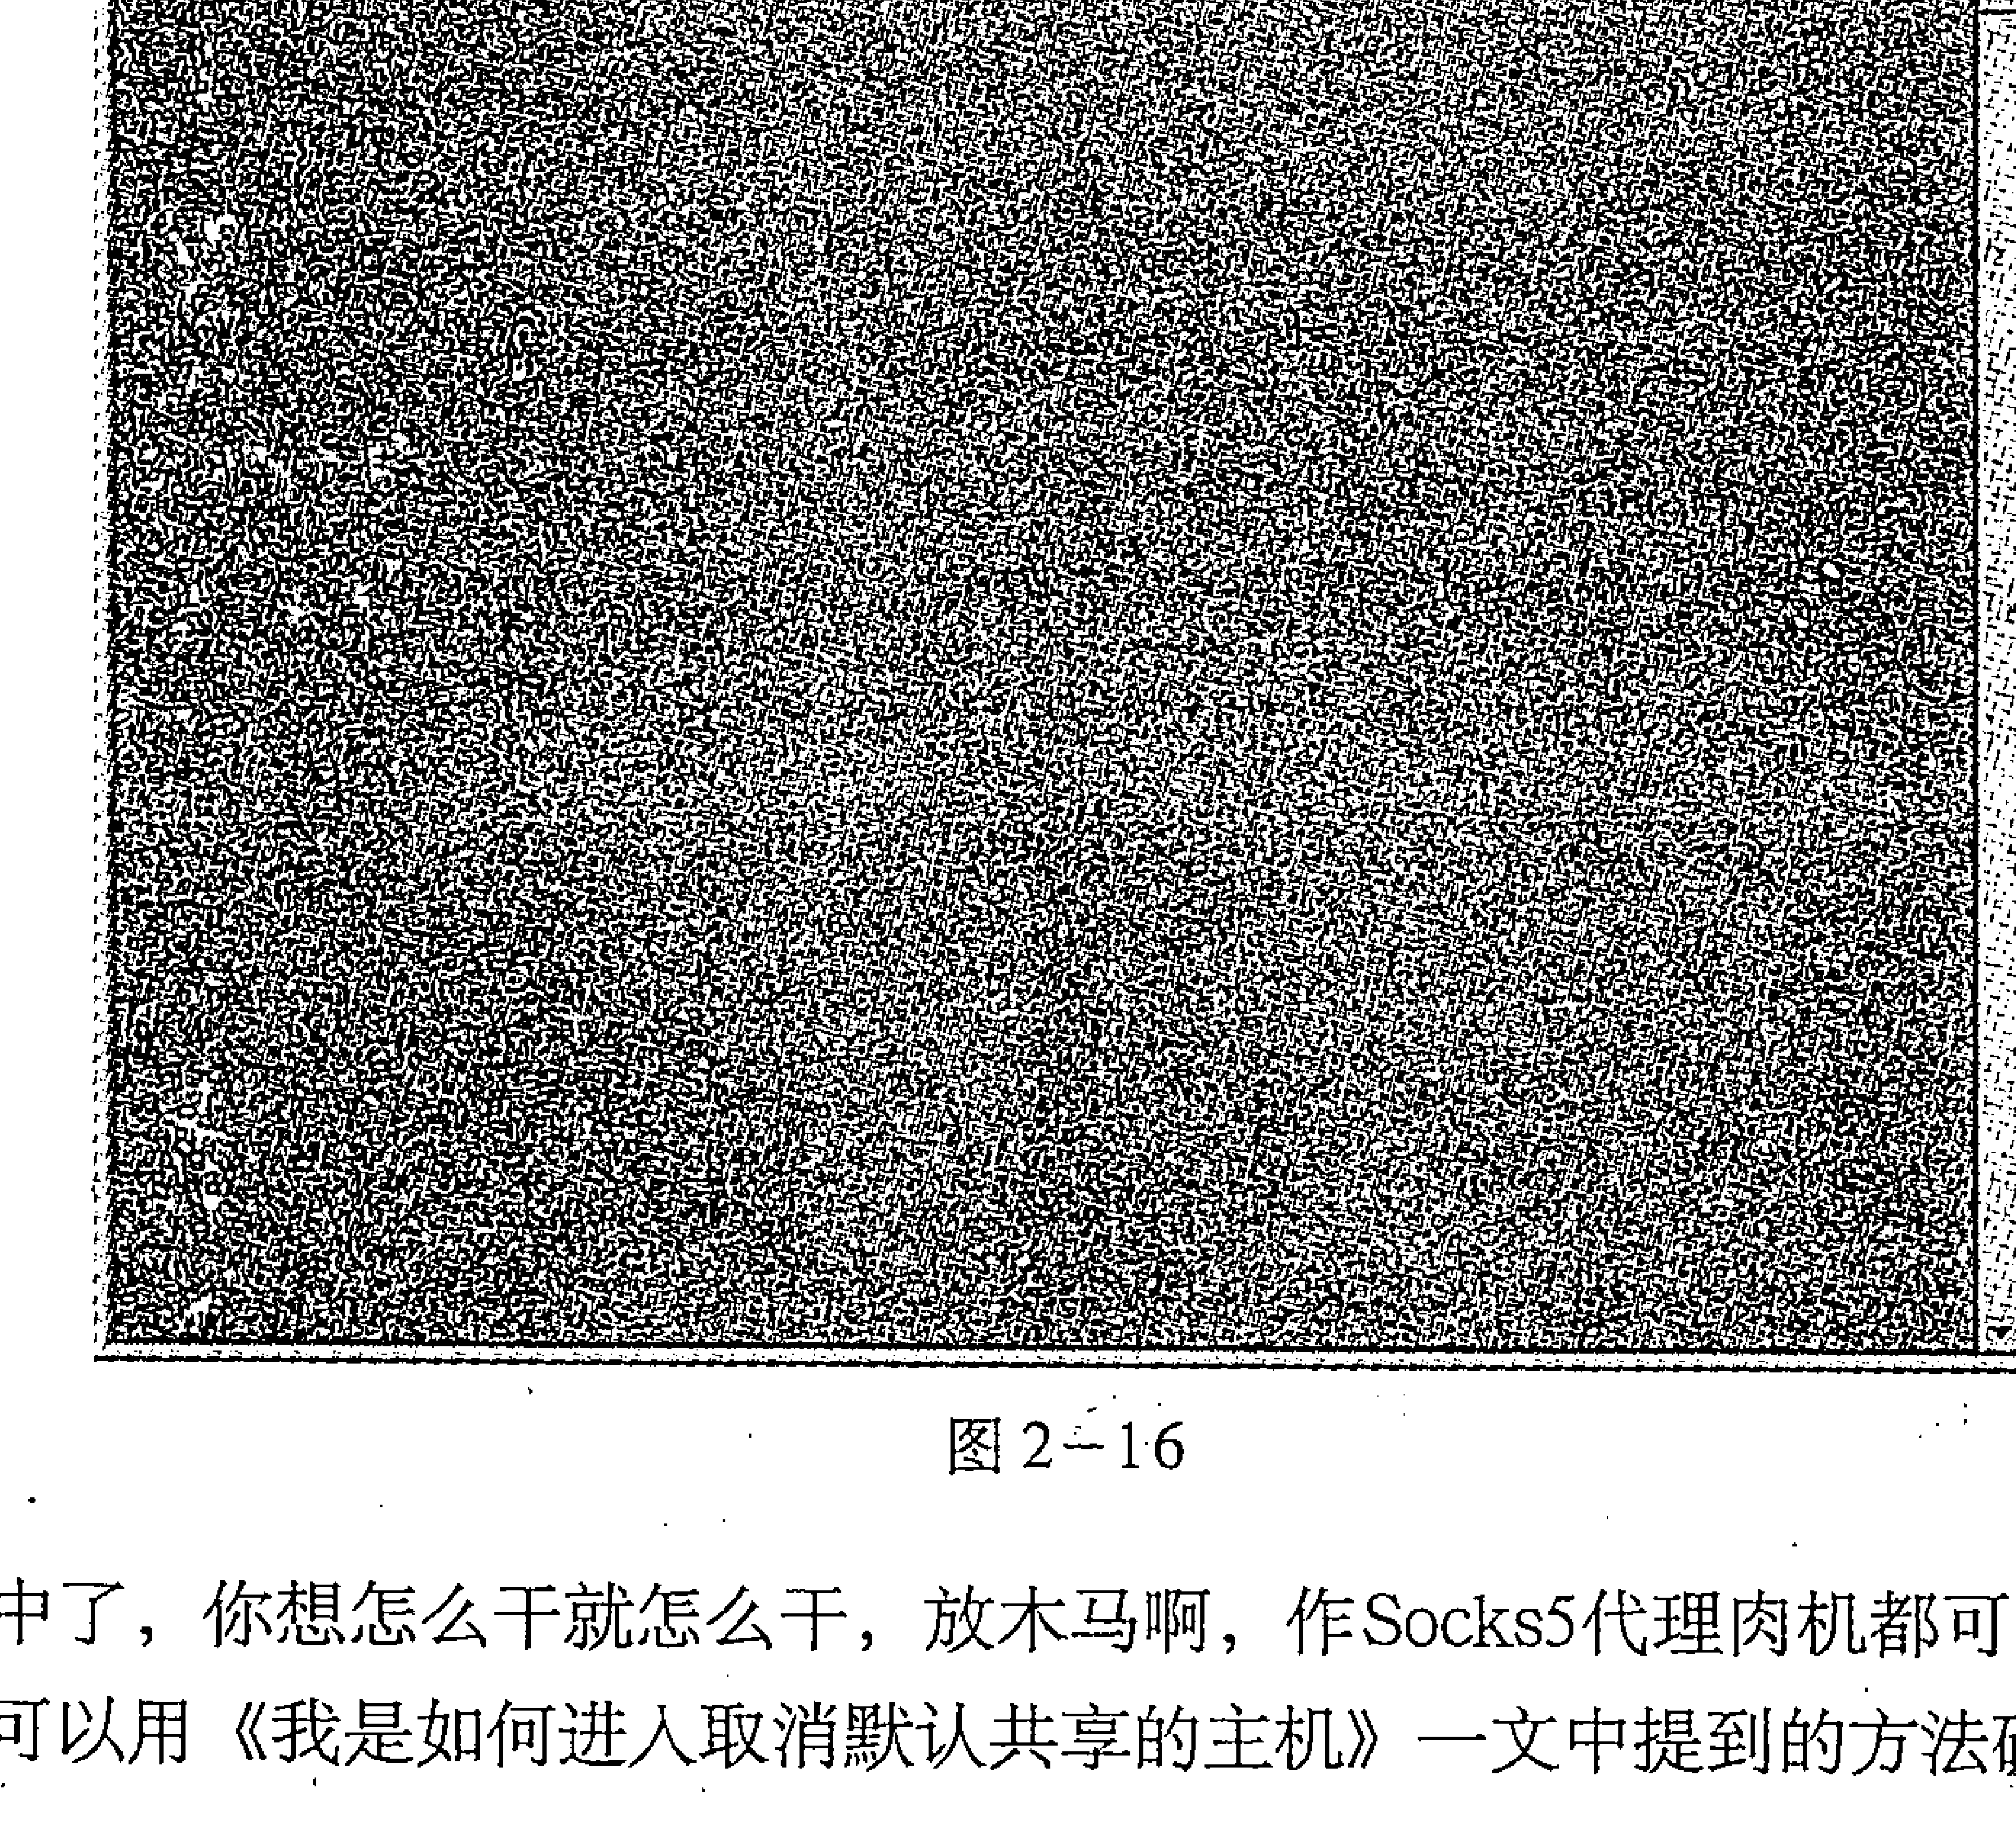 图 2-16
中了，你想怎么干就怎么干，放木马啊，作Socks5代理肉机都可
可以用《我是如何进入取消默认共享的主机》一文中提到的方法